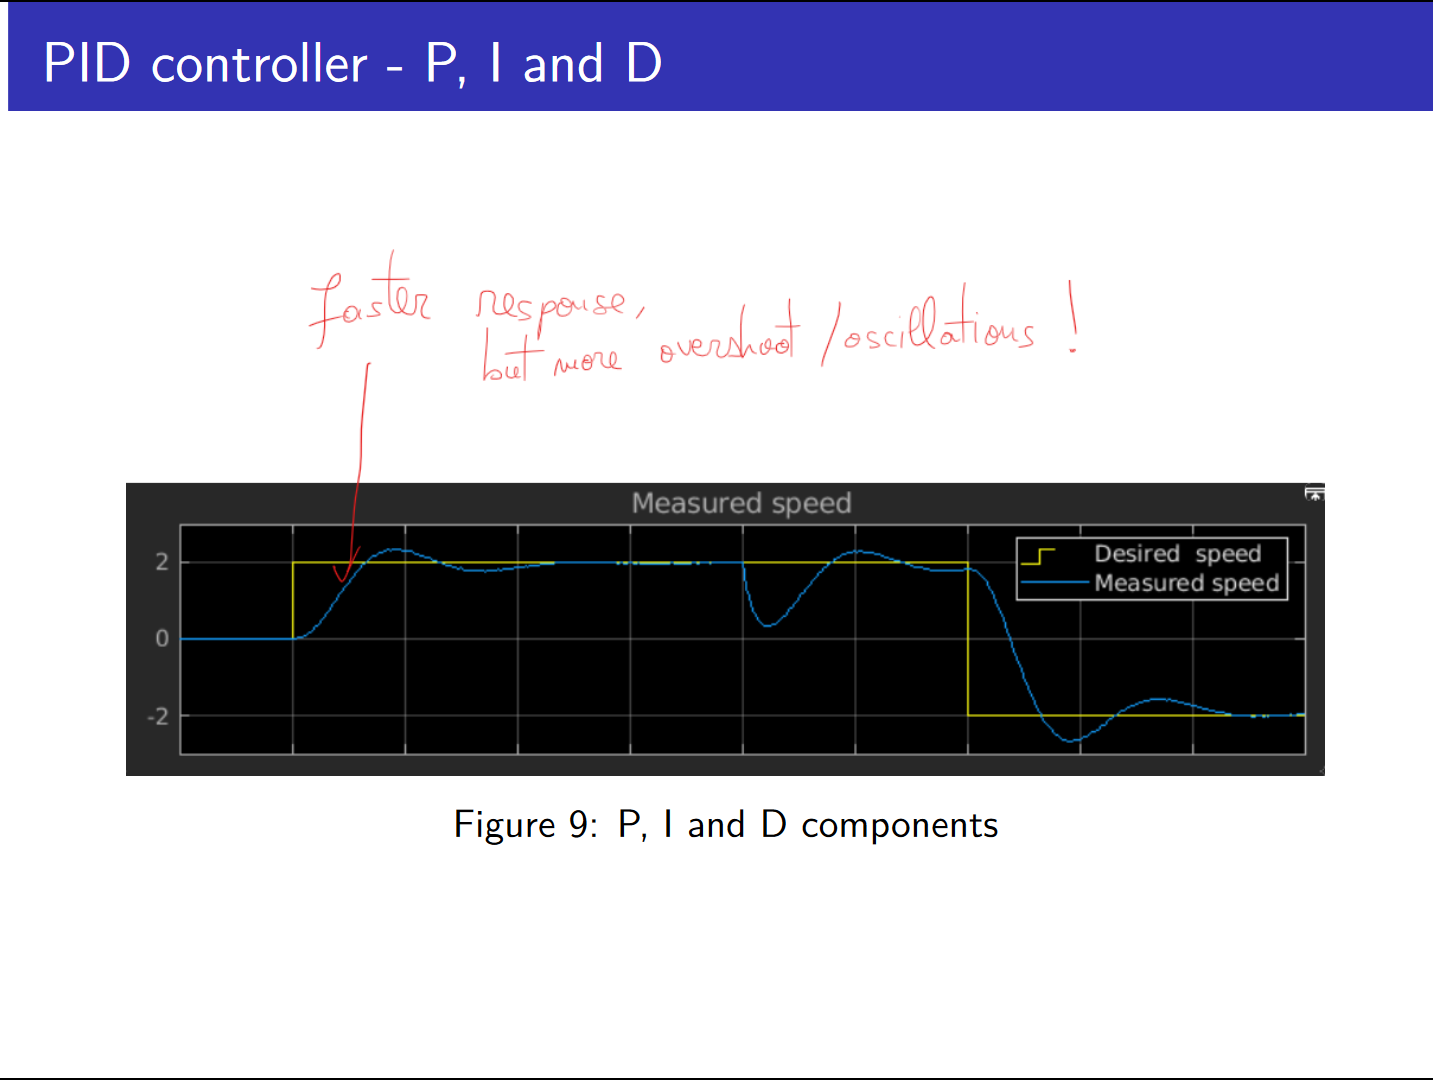 PID controller - P, I and D
faster response,
but more overshoot / oscillations !
Measured speed
2
0
-2
Desired speed
Measured speed
Figure 9: P, I and D components